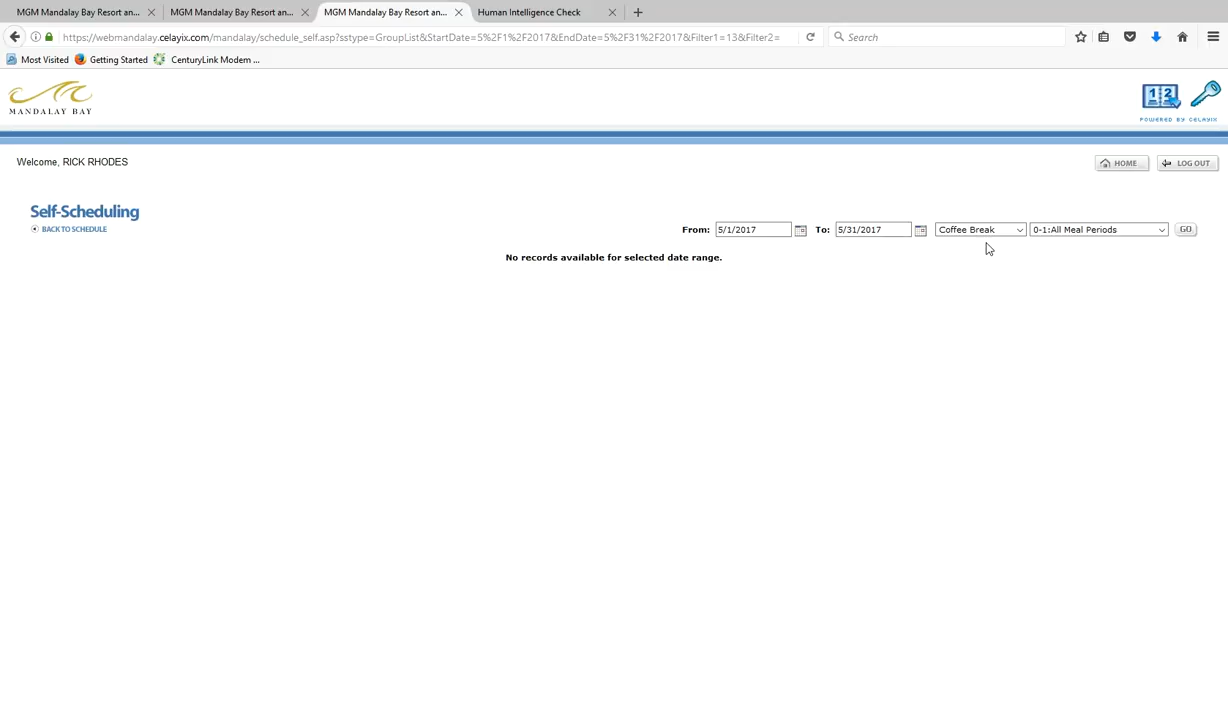 MGM Mandalay Bay Resort an...
MGM Mandalay Bay Resort an...
MGM Mandalay Bay Resort an...
Human Intelligence Check
https://webmandalay.celayix.com/mandalay/schedule_self.asp?sstype=GroupList&StartDate=5%2F1%2F2017&EndDate=5%2F31%2F2017&Filter1=13&Filter2=
Search
Most Visited
Getting Started
CenturyLink Modem ...
MANDALAY BAY
1 2
POWERED BY CELAYIX
Welcome, RICK RHODES
HOME
LOG OUT
Self-Scheduling
BACK TO SCHEDULE
From: 5/1/2017 To: 5/31/2017 Coffee Break 0-1:All Meal Periods GO
No records available for selected date range.